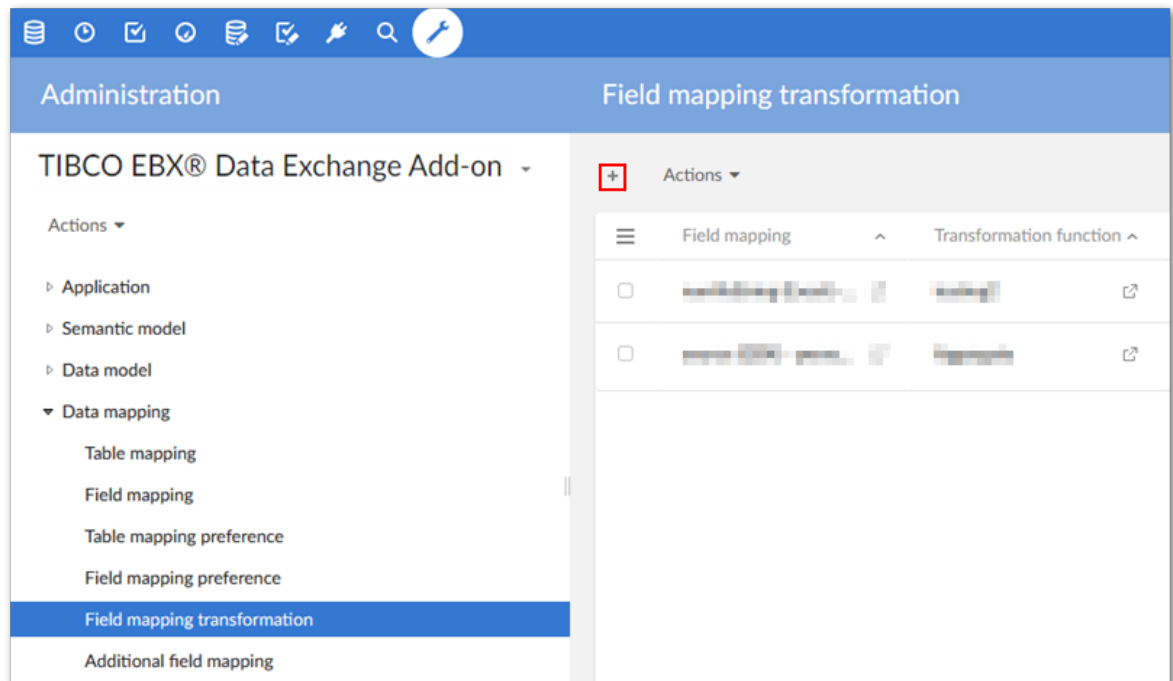 Administration
Field mapping transformation
TIBCO EBX® Data Exchange Add-on
Actions
Actions
Field mapping
Transformation function
Application
Semantic model
Data model
Data mapping
Table mapping
Field mapping
Table mapping preference
Field mapping preference
Field mapping transformation
Additional field mapping